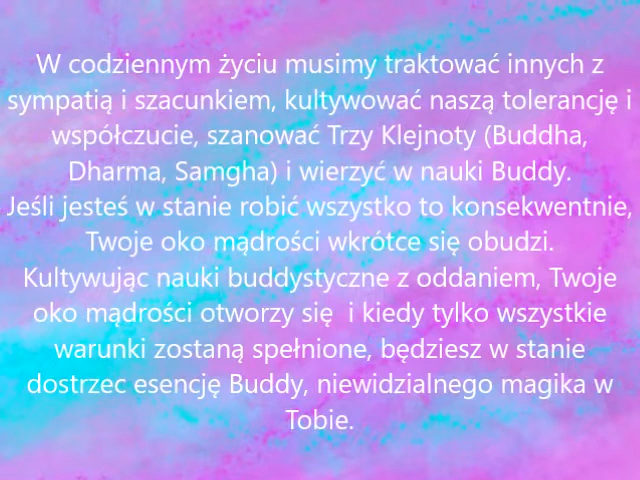 W codziennym życiu musimy traktować innych z
sympatią i szacunkiem, kultywować naszą tolerancję i
współczucie, szanować Trzy Klejnoty (Buddha,
Dharma, Samgha) i wierzyć w nauki Buddy.
Jeśli jesteś w stanie robić wszystko to konsekwentnie,
Twoje oko mądrości wkrótce się obudzi.
Kultywując nauki buddystyczne z oddaniem, Twoje
oko mądrości otworzy się  i kiedy tylko wszystkie
warunki zostaną spełnione, będziesz w stanie
dostrzec esencję Buddy, niewidzialnego magika w
Tobie.